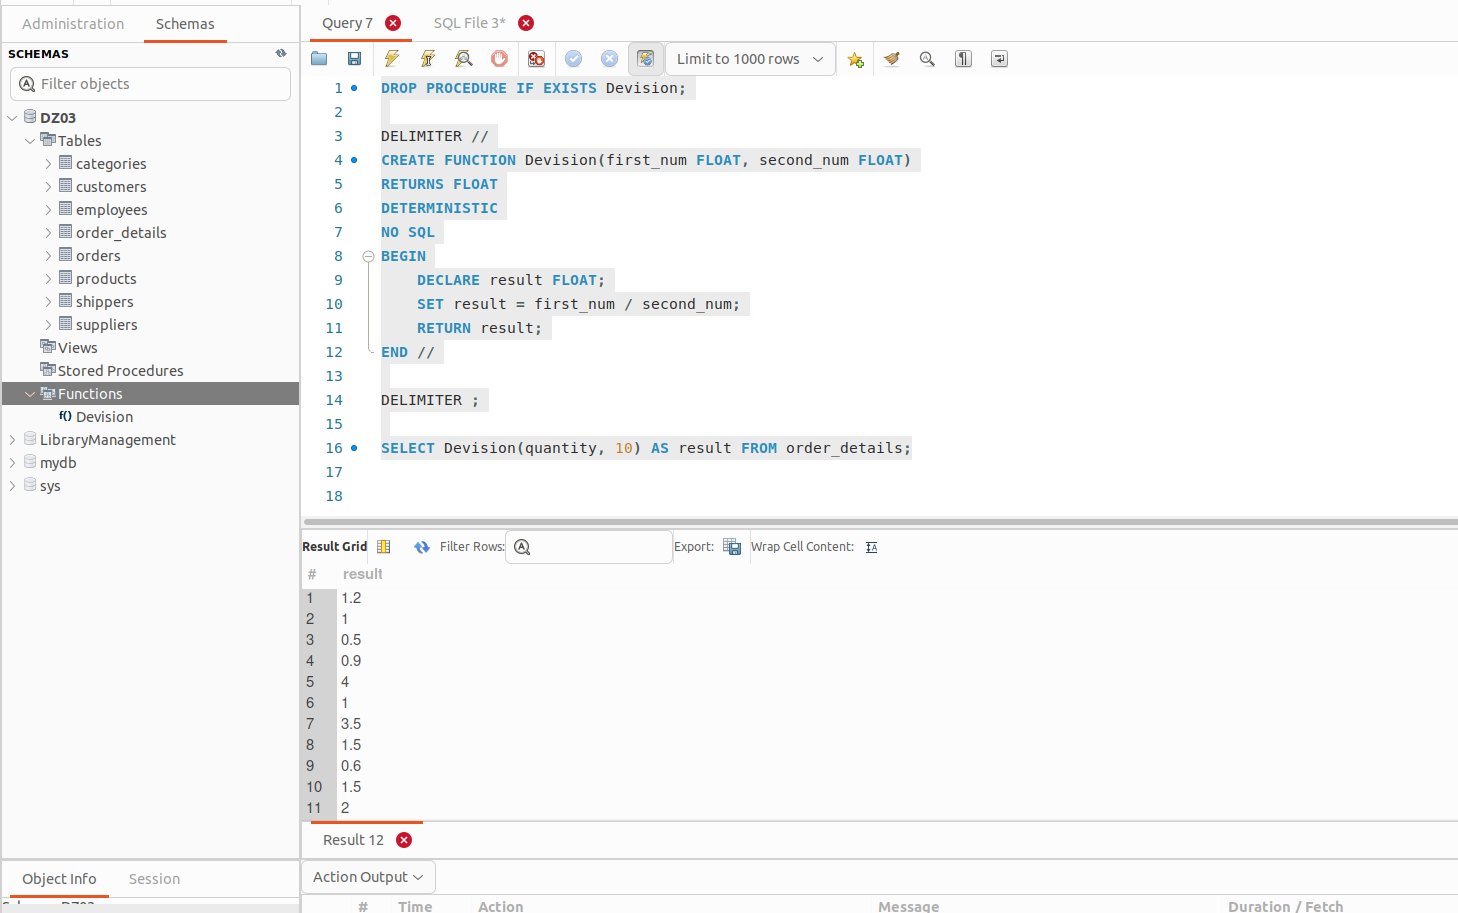 Administration
Schemas
SCHEMAS
Filter objects
DZ03
Tables
categories
customers
employees
order_details
orders
products
shippers
suppliers
Views
Stored Procedures
Functions
f() Devision
LibraryManagement
mydb
sys
Object Info
Session
Query 7
SQL File 3*
Limit to 1000 rows
1 DROP PROCEDURE IF EXISTS Devision;
2
3 DELIMITER //
4 CREATE FUNCTION Devision(first_num FLOAT, second_num FLOAT)
5 RETURNS FLOAT
6 DETERMINISTIC
7 NO SQL
8 BEGIN
9 DECLARE result FLOAT;
10 SET result = first_num / second_num;
11 RETURN result;
12 END //
13
14 DELIMITER ;
15
16 SELECT Devision(quantity, 10) AS result FROM order_details;
17
18
Result Grid
Filter Rows:
Export:
Wrap Cell Content:
# result
1 1.2
2 1
3 0.5
4 0.9
5 4
6 1
7 3.5
8 1.5
9 0.6
10 1.5
11 2
Result 12
Action Output
# Time Action Message Duration / Fetch